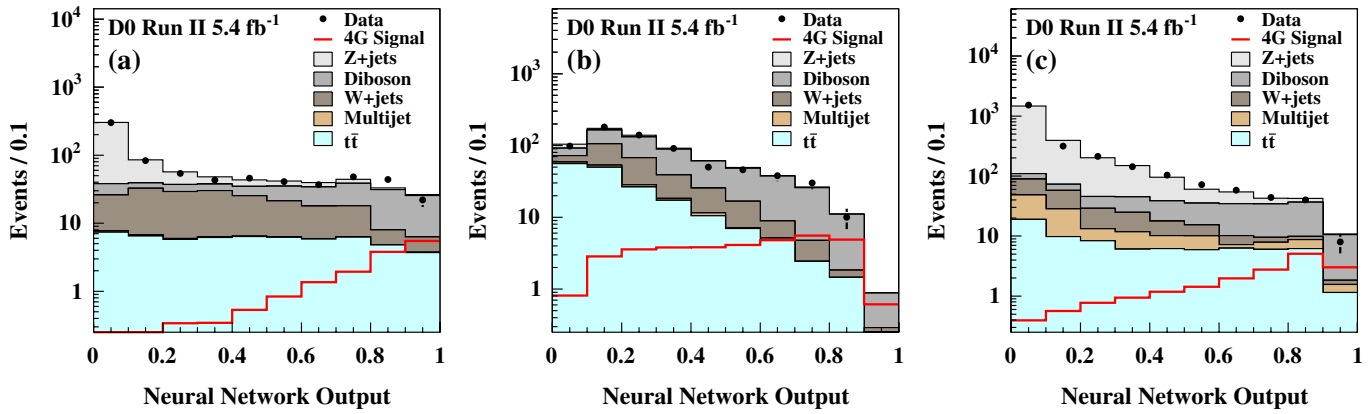 D0 Run II 5.4 fb-1
(a)
Data
4G Signal
Z+jets
Diboson
W+jets
Multijet
tt̄
Events / 0.1
10⁴
10³
10²
10
1
0 0.2 0.4 0.6 0.8 1
Neural Network Output
D0 Run II 5.4 fb-1
(b)
Data
4G Signal
Z+jets
Diboson
W+jets
Multijet
tt̄
Events / 0.1
10³
10²
10
1
0 0.2 0.4 0.6 0.8 1
Neural Network Output
D0 Run II 5.4 fb-1
(c)
Data
4G Signal
Z+jets
Diboson
W+jets
Multijet
tt̄
Events / 0.1
10⁴
10³
10²
10
1
0 0.2 0.4 0.6 0.8 1
Neural Network Output